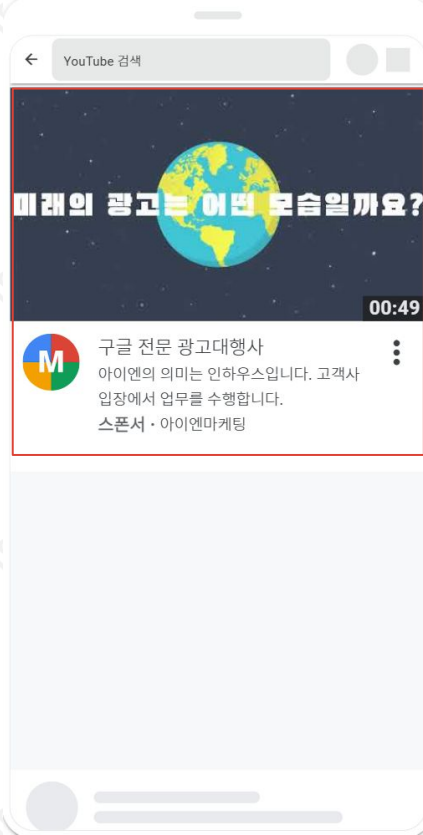 YouTube 검색
미래의 광고는 어떤 모습일까요?
00:49
M
구글 전문 광고대행사
아이엔의 의미는 인하우스입니다. 고객사
입장에서 업무를 수행합니다.
스폰서 · 아이엔마케팅